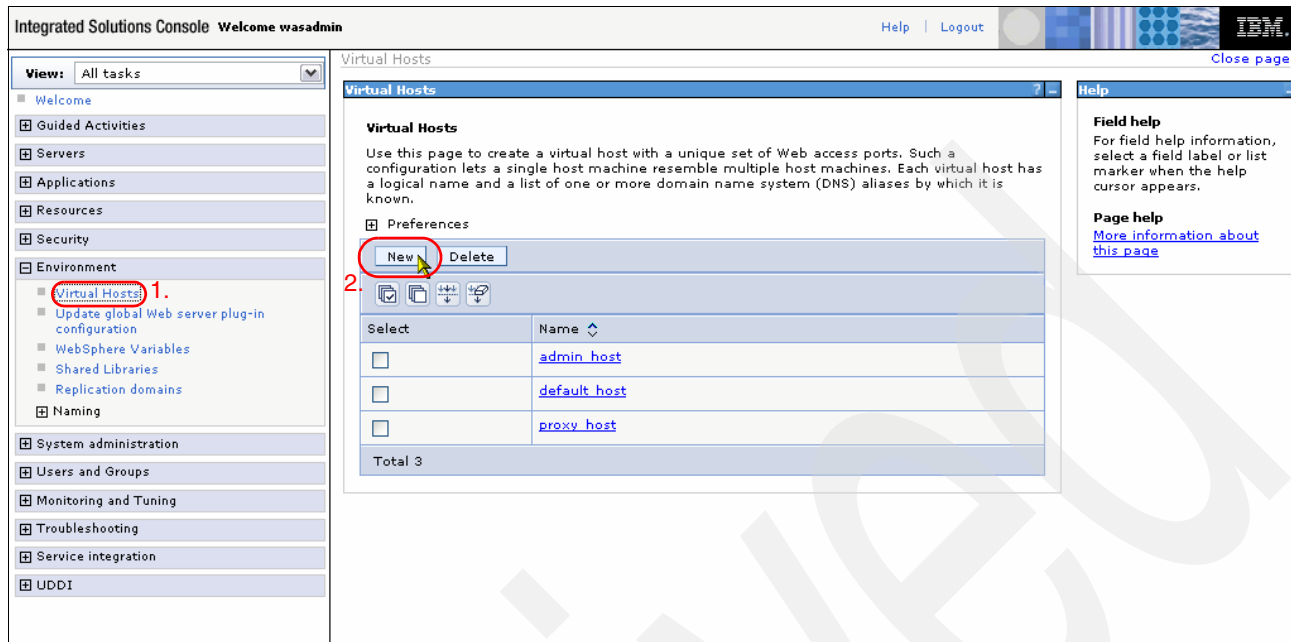 Integrated Solutions Console Welcome wasadmin
Help | Logout
IBM.
View: All tasks
Welcome
Guided Activities
Servers
Applications
Resources
Security
Environment
Virtual Hosts 1.
Update global Web server plug-in
configuration
WebSphere Variables
Shared Libraries
Replication domains
Naming
System administration
Users and Groups
Monitoring and Tuning
Troubleshooting
Service integration
UDDI
Virtual Hosts
Close page
Virtual Hosts ? -
Virtual Hosts
Use this page to create a virtual host with a unique set of Web access ports. Such a
configuration lets a single host machine resemble multiple host machines. Each virtual host has
a logical name and a list of one or more domain name system (DNS) aliases by which it is
known.
Preferences
New Delete
2.
Select Name
admin_host
default_host
proxy_host
Total 3
Help
Field help
For field help information,
select a field label or list
marker when the help
cursor appears.
Page help
More information about
this page